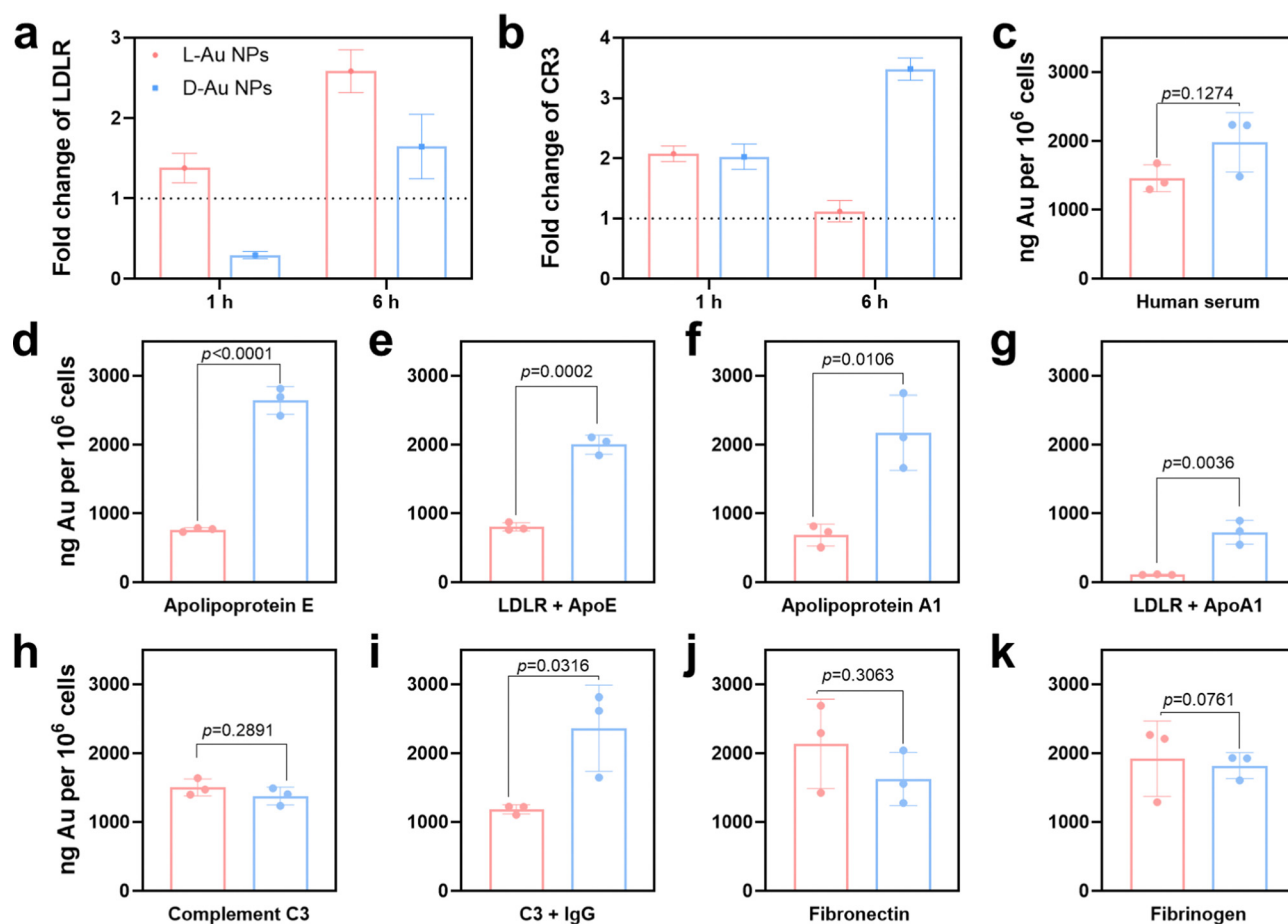 a
Fold change of LDLR
3
2
1
0
L-Au NPs
D-Au NPs
1 h
6 h
b
Fold change of CR3
4
3
2
1
0
1 h
6 h
c
ng Au per 10⁶ cells
3000
2000
1000
0
p=0.1274
Human serum
d
ng Au per 10⁶ cells
3000
2000
1000
0
p<0.0001
Apolipoprotein E
e
3000
2000
1000
0
p=0.0002
LDLR + ApoE
f
3000
2000
1000
0
p=0.0106
Apolipoprotein A1
g
3000
2000
1000
0
p=0.0036
LDLR + ApoA1
h
ng Au per 10⁶ cells
3000
2000
1000
0
p=0.2891
Complement C3
i
3000
2000
1000
0
p=0.0316
C3 + IgG
j
3000
2000
1000
0
p=0.3063
Fibronectin
k
3000
2000
1000
0
p=0.0761
Fibrinogen